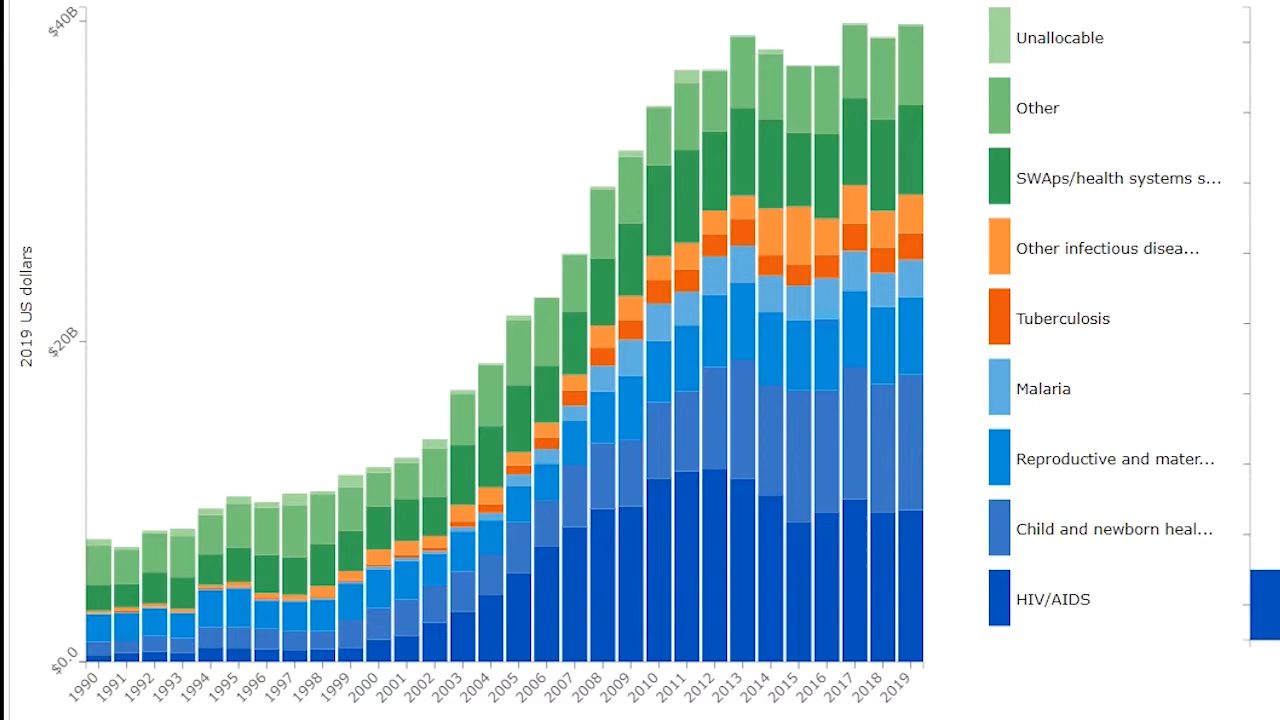 $40B
$20B
$0.0
2019 US dollars
1990 1991 1992 1993 1994 1995 1996 1997 1998 1999 2000 2001 2002 2003 2004 2005 2006 2007 2008 2009 2010 2011 2012 2013 2014 2015 2016 2017 2018 2019
Unallocable
Other
SWAps/health systems s...
Other infectious disea...
Tuberculosis
Malaria
Reproductive and mater...
Child and newborn heal...
HIV/AIDS